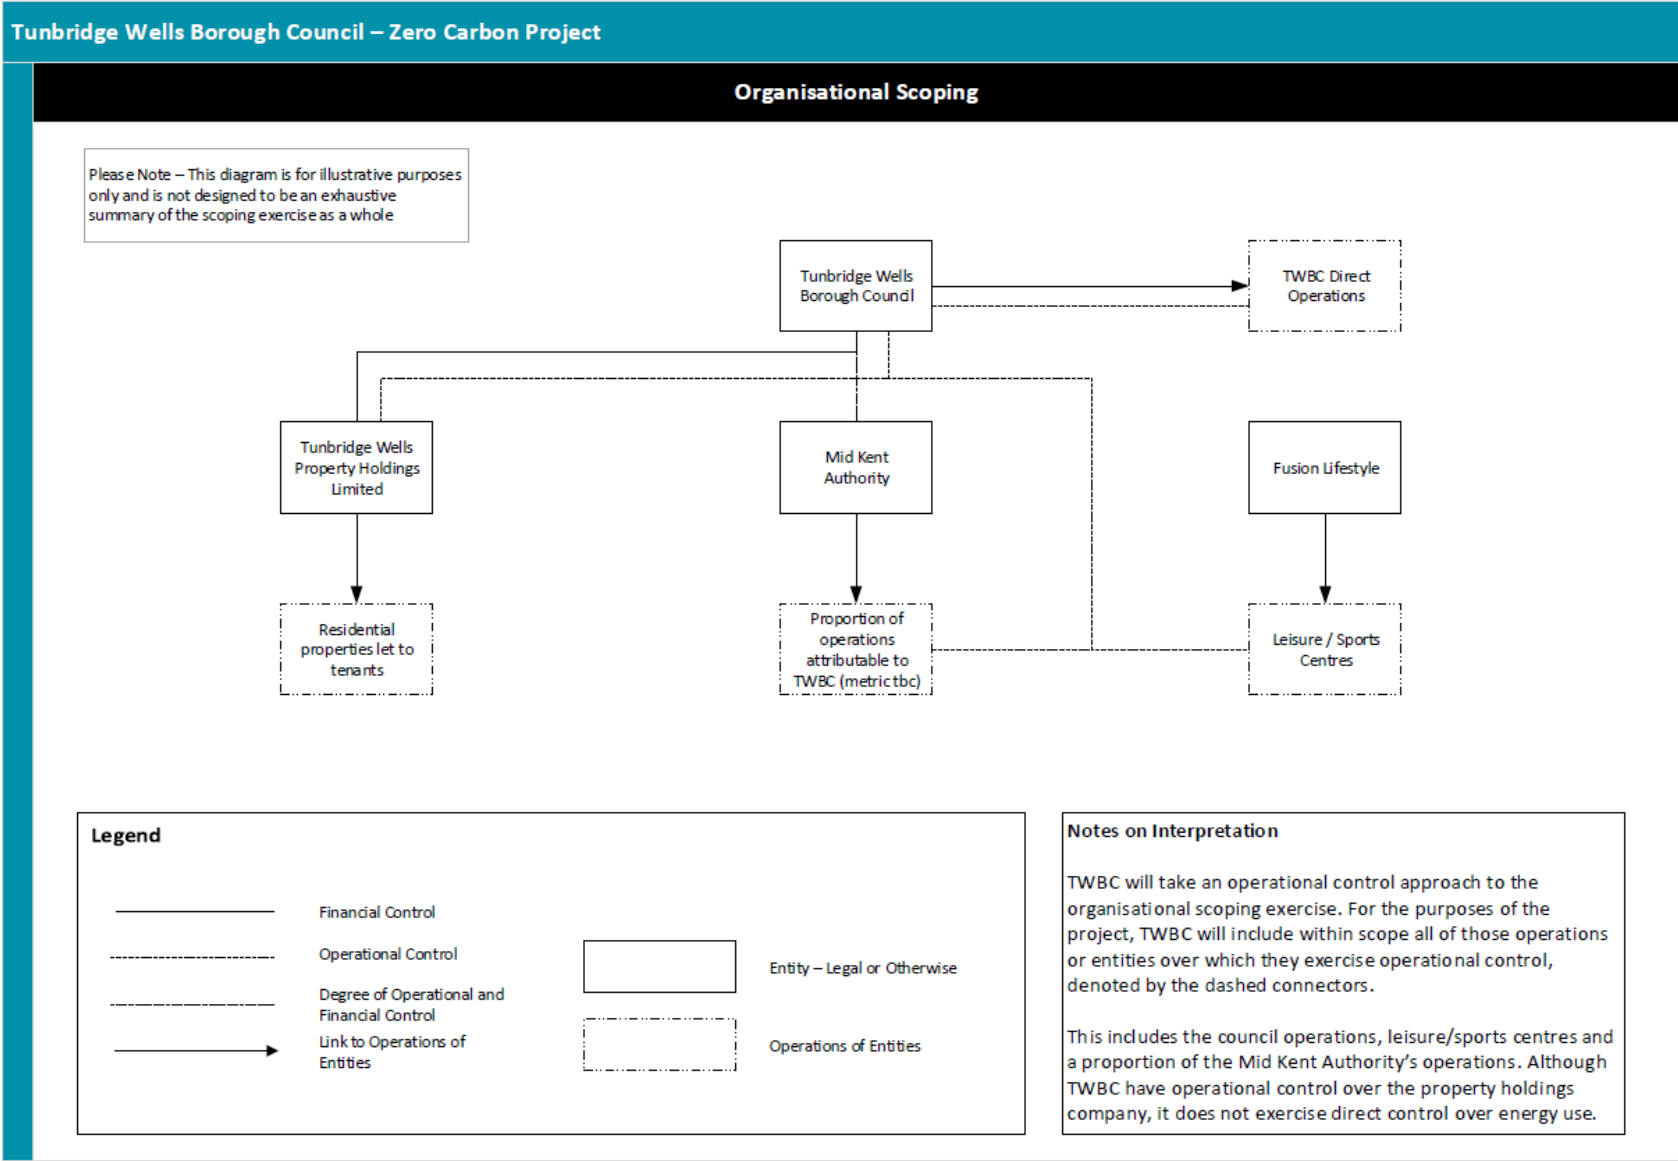 Tunbridge Wells Borough Council – Zero Carbon Project
Organisational Scoping
Please Note – This diagram is for illustrative purposes
only and is not designed to be an exhaustive
summary of the scoping exercise as a whole
Tunbridge Wells
Borough Council
TWBC Direct
Operations
Tunbridge Wells
Property Holdings
Limited
Mid Kent
Authority
Fusion Lifestyle
Residential
properties let to
tenants
Proportion of
operations
attributable to
TWBC (metric tbc)
Leisure / Sports
Centres
Legend
Financial Control
Operational Control
Degree of Operational and
Financial Control
Link to Operations of
Entities
Entity – Legal or Otherwise
Operations of Entities
Notes on Interpretation
TWBC will take an operational control approach to the
organisational scoping exercise. For the purposes of the
project, TWBC will include within scope all of those operations
or entities over which they exercise operational control,
denoted by the dashed connectors.
This includes the council operations, leisure/sports centres and
a proportion of the Mid Kent Authority's operations. Although
TWBC have operational control over the property holdings
company, it does not exercise direct control over energy use.